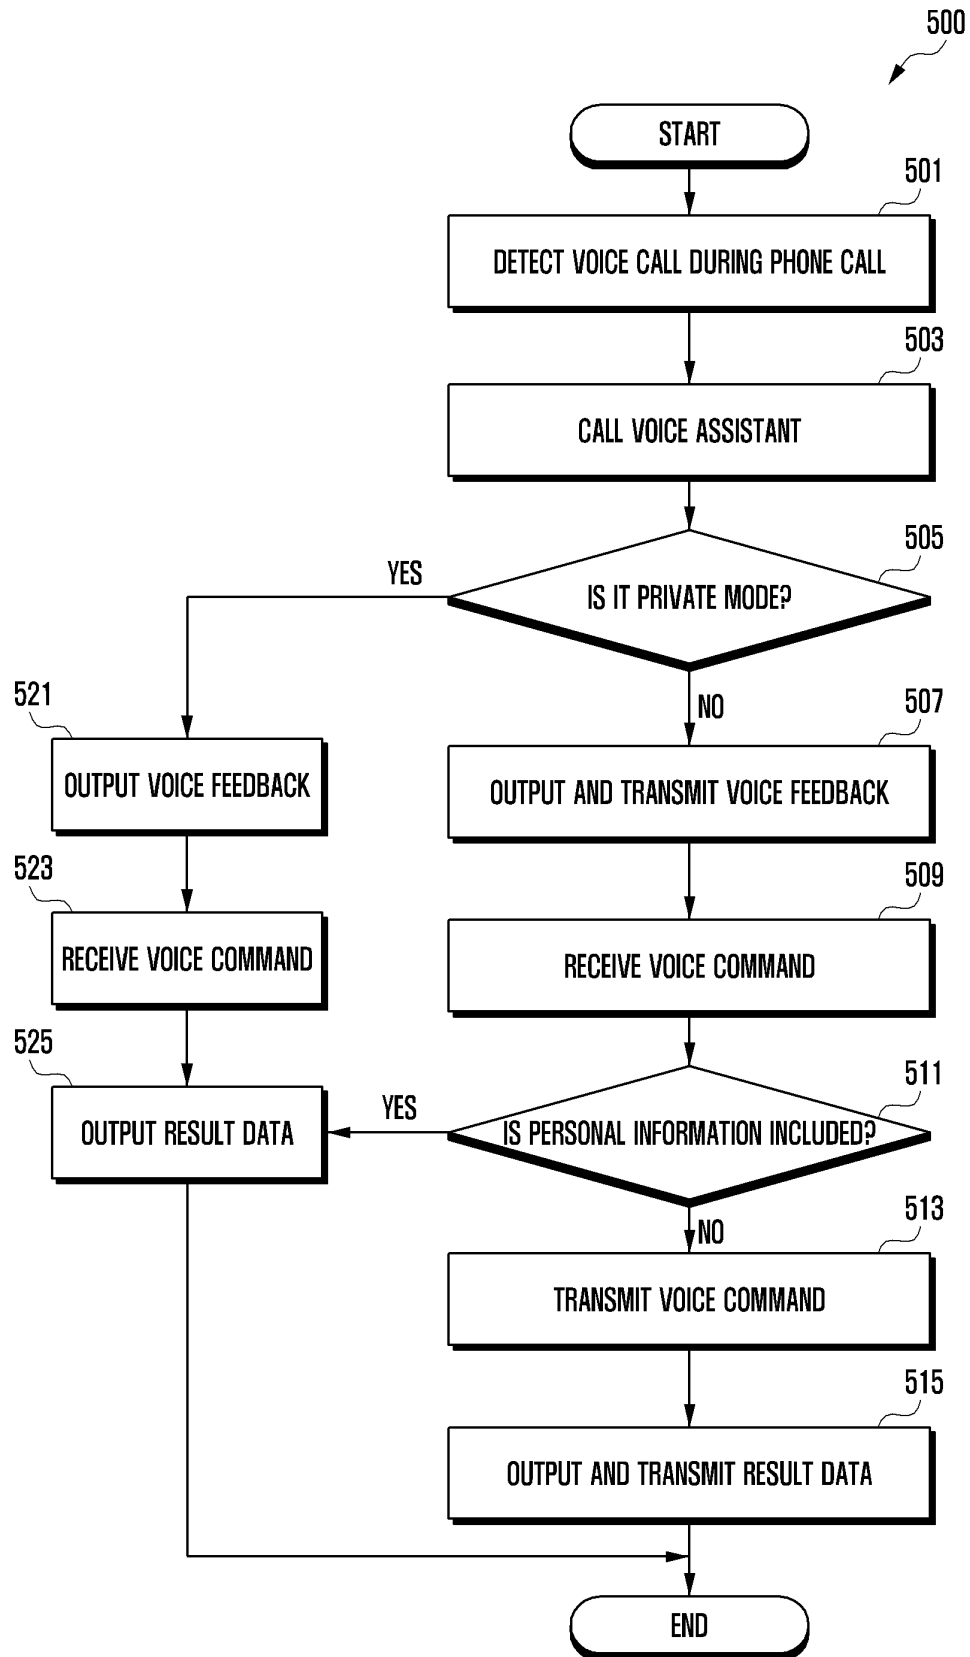 500
START
501
DETECT VOICE CALL DURING PHONE CALL
503
CALL VOICE ASSISTANT
505
IS IT PRIVATE MODE?
YES
NO
521
OUTPUT VOICE FEEDBACK
507
OUTPUT AND TRANSMIT VOICE FEEDBACK
523
RECEIVE VOICE COMMAND
509
RECEIVE VOICE COMMAND
525
OUTPUT RESULT DATA
511
IS PERSONAL INFORMATION INCLUDED?
YES
NO
513
TRANSMIT VOICE COMMAND
515
OUTPUT AND TRANSMIT RESULT DATA
END